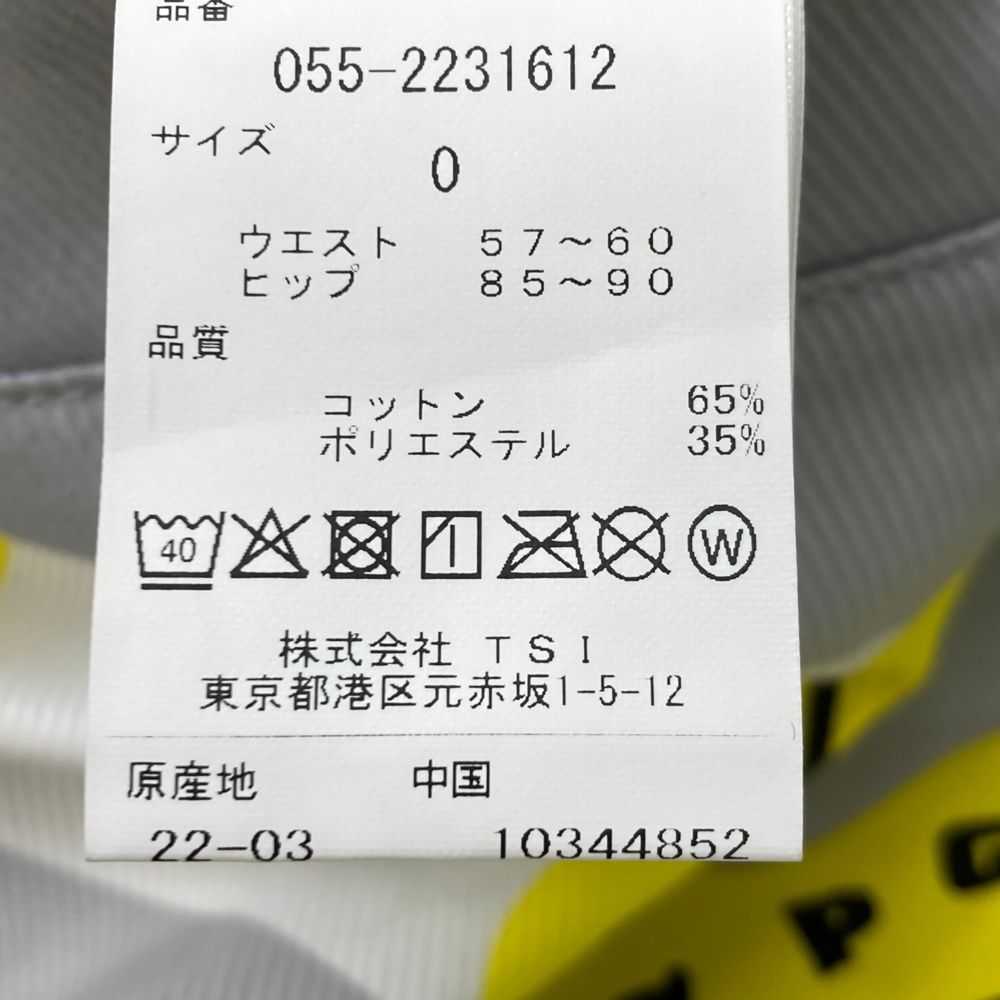 品番
055-2231612
サイズ
0
ウエスト 57～60
ヒップ 85～90
品質
コットン 65%
ポリエステル 35%
40
W
株式会社 TSI
東京都港区元赤坂1-5-12
原産地 中国
22-03 10344852
P